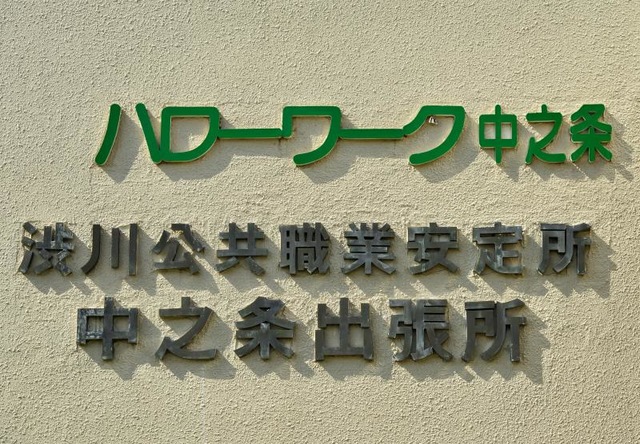 ハローワーク中之条
渋川公共職業安定所
中之条出張所